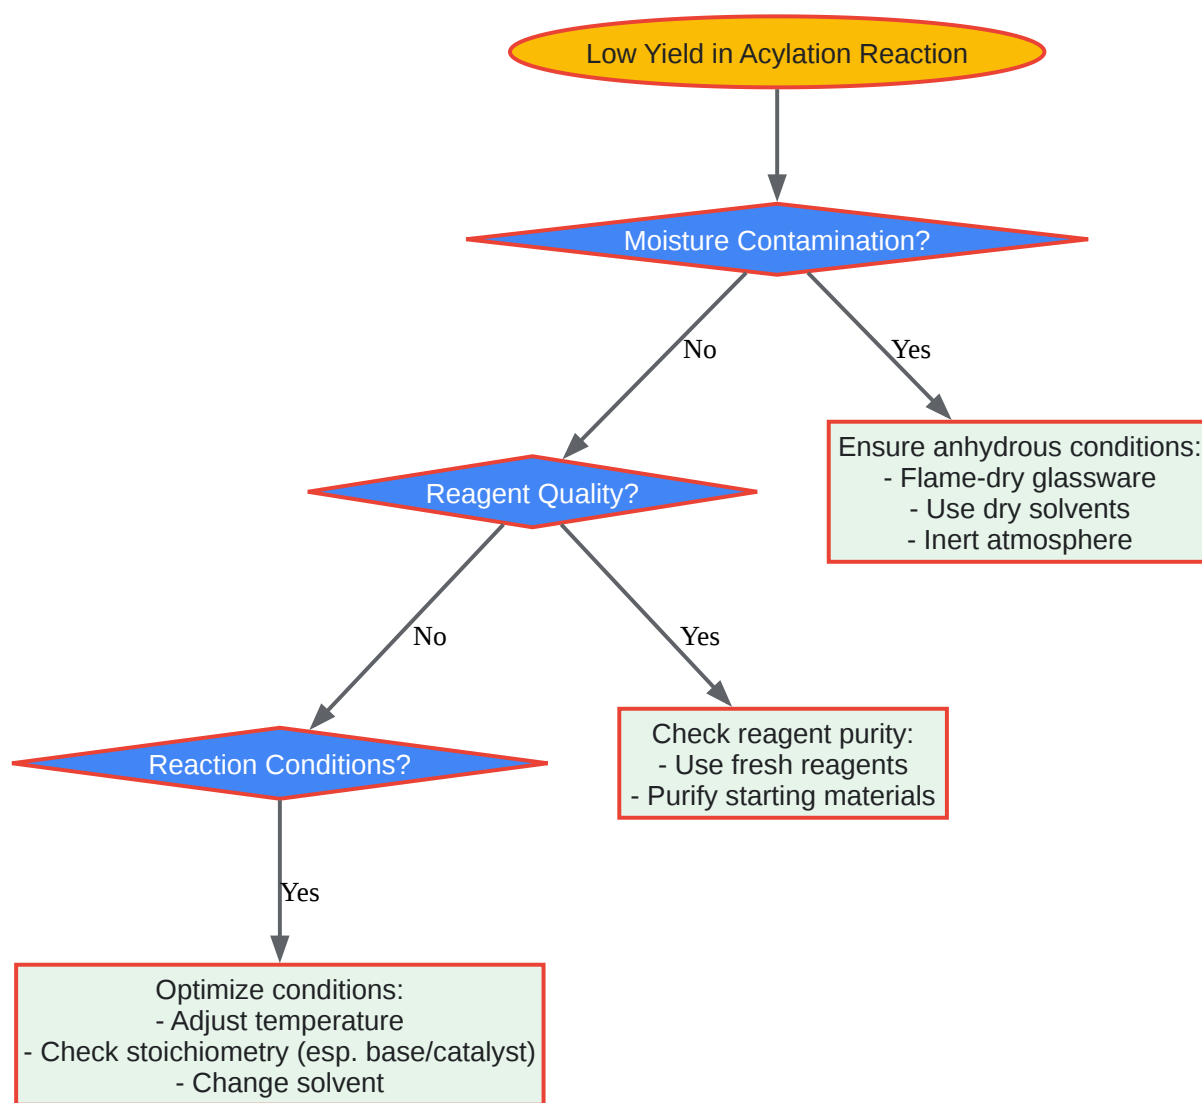 Low Yield in Acylation Reaction
Moisture Contamination?
No
Yes
Ensure anhydrous conditions:
- Flame-dry glassware
- Use dry solvents
- Inert atmosphere
Reagent Quality?
No
Yes
Check reagent purity:
- Use fresh reagents
- Purify starting materials
Reaction Conditions?
Yes
Optimize conditions:
- Adjust temperature
- Check stoichiometry (esp. base/catalyst)
- Change solvent